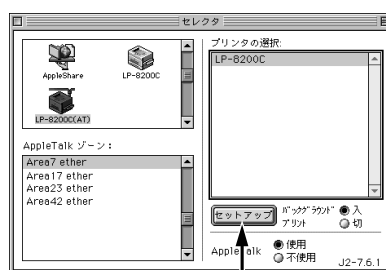 セレクタ
AppleShare
LP-8200C
LP-8200C(AT)
AppleTalk ゾーン：
Area7 ether
Area17 ether
Area23 ether
Area42 ether
プリンタの選択:
LP-8200C
セットアップ
バックグラウンド
プリント
入
切
AppleTalk
使用
不使用
J2-7.6.1